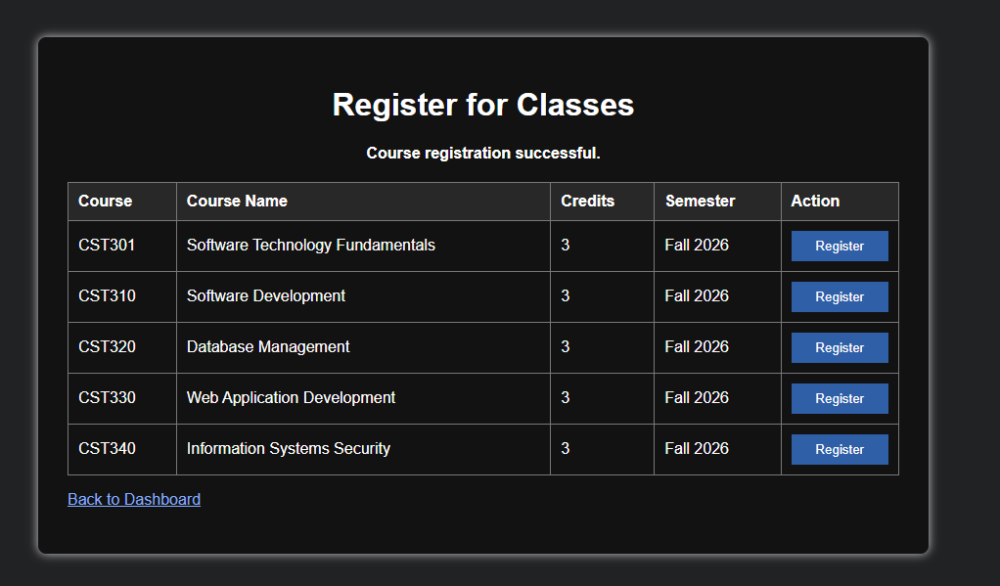 Register for Classes
Course registration successful.
Course Course Name Credits Semester Action
CST301 Software Technology Fundamentals 3 Fall 2026 Register
CST310 Software Development 3 Fall 2026 Register
CST320 Database Management 3 Fall 2026 Register
CST330 Web Application Development 3 Fall 2026 Register
CST340 Information Systems Security 3 Fall 2026 Register
Back to Dashboard